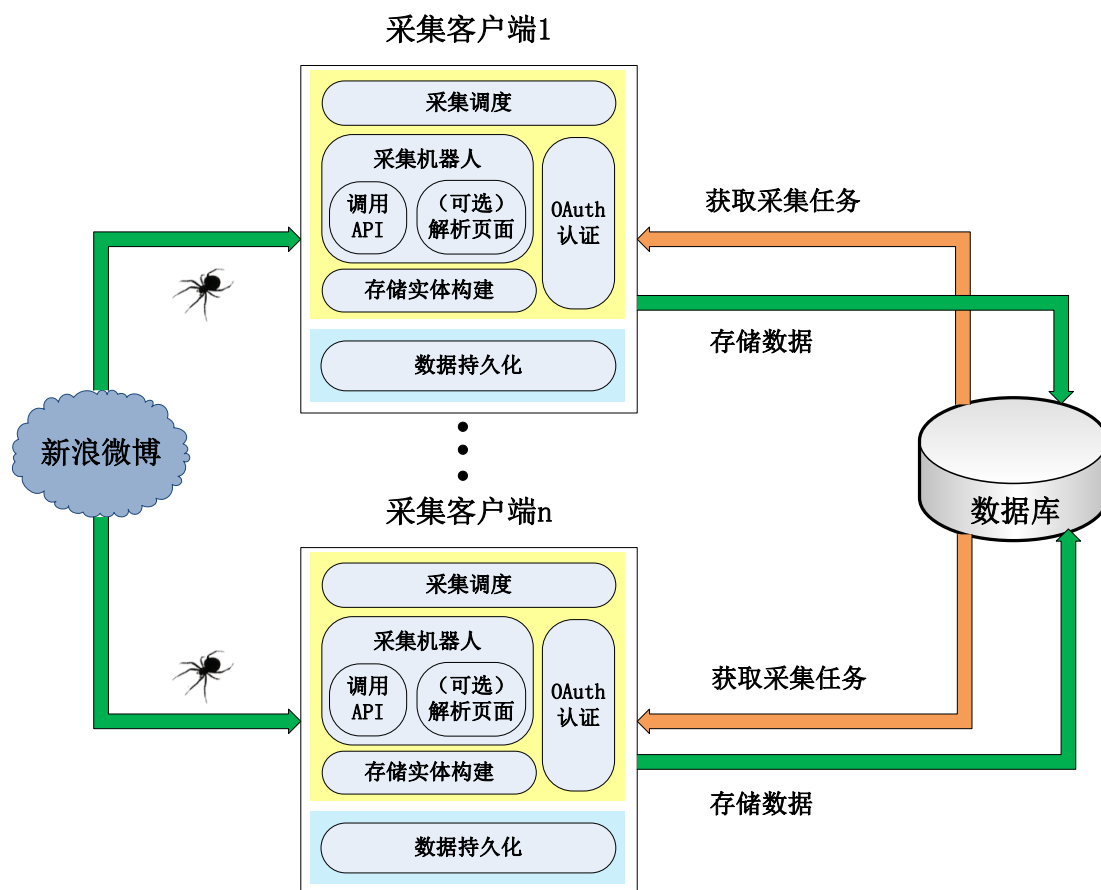 采集客户端1
采集调度
采集机器人
调用
API
（可选）
解析页面
OAuth
认证
存储实体构建
数据持久化
获取采集任务
存储数据
新浪微博
数据库
采集客户端n
采集调度
采集机器人
调用
API
（可选）
解析页面
OAuth
认证
存储实体构建
数据持久化
获取采集任务
存储数据